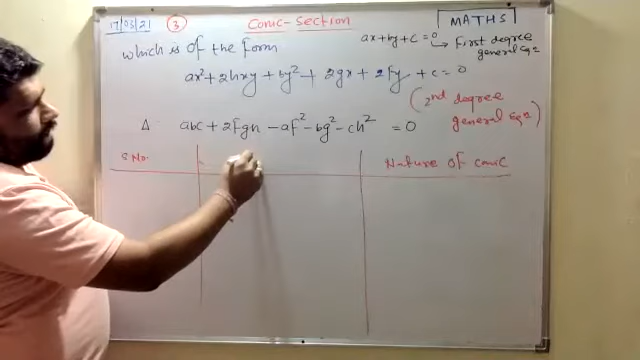 17/03/21 3 Conic-Section MATHS
which is of the form ax+by+c=0 → First degree general eqn
ax²+2hxy+by²+2gx+2fy+c=0
(2nd degree general eqn)
Δ abc+2fgh-af²-bg²-ch²=0
S No. Nature of conic